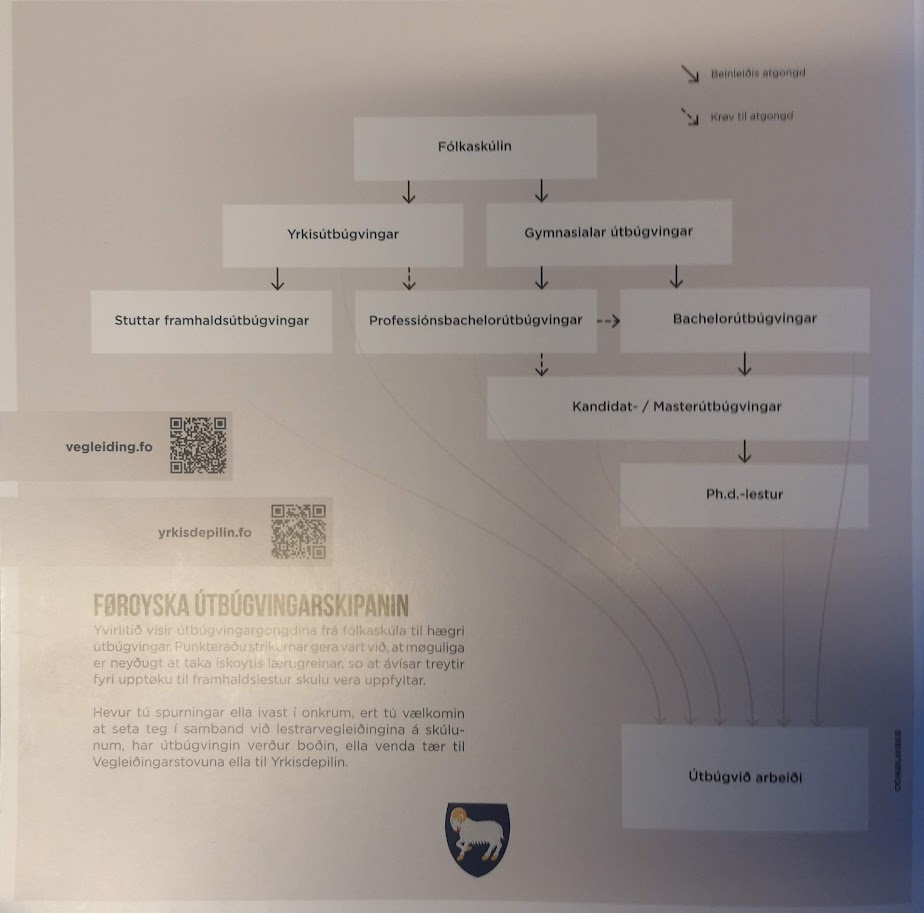 Beinleiðis atgongd
Krøv til atgongd
Fólkaskúlin
Yrkisútbúgvingar
Gymnasialar útbúgvingar
Stuttar framhaldsútbúgvingar
Professiónsbachelorútbúgvingar
Bachelorútbúgvingar
Kandidat- / Masterútbúgvingar
vegleiding.fo
Ph.d.-lestur
yrkisdepilin.fo
FØROYSKA ÚTBÚGVINGARSKIPANIN
Yvirlitið vísir útbúgvingargongdina frá fólkaskúla til hægri
útbúgvingar. Punkteraðu strikurnar gera vart við, at møguliga
er neyðugt at taka ískoytis lærugreinar, so at ávísar treytir
fyri upptøku til framhaldslestur skulu vera uppfyltar.
Hevur tú spurningar ella ivast í onkrum, ert tú vælkomin
at seta teg í samband við lestrarvegleiðingina á skúlu-
num, har útbúgvingin verður boðin, ella venda tær til
Vegleiðingarstovuna ella til Yrkisdepilin.
Útbúgvið arbeiði